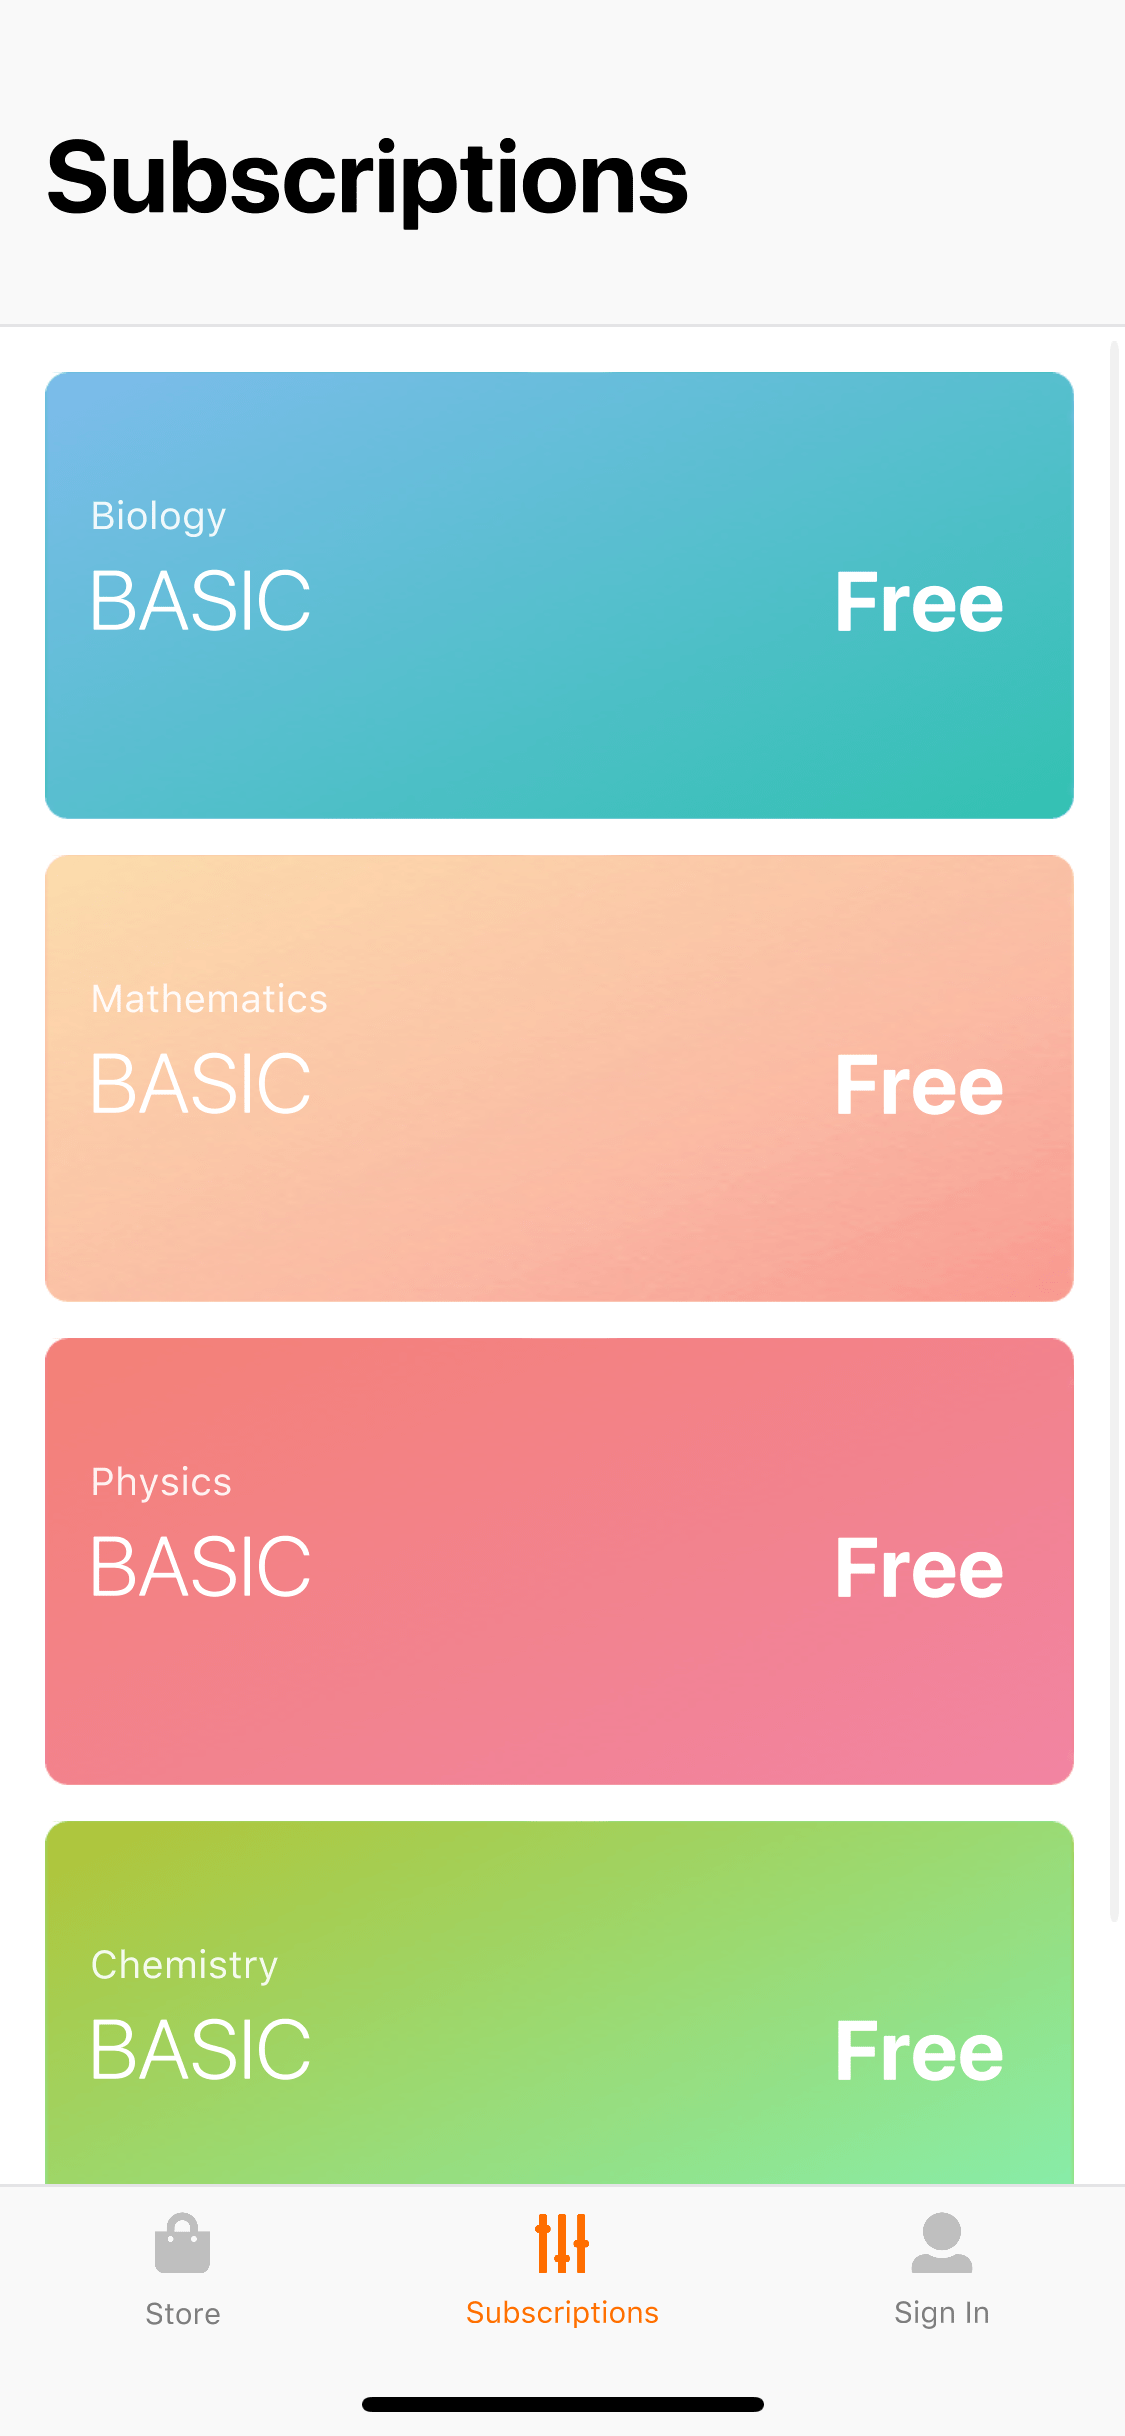 Subscriptions
Biology
BASIC
Free
Mathematics
BASIC
Free
Physics
BASIC
Free
Chemistry
BASIC
Free
Store
Subscriptions
Sign In